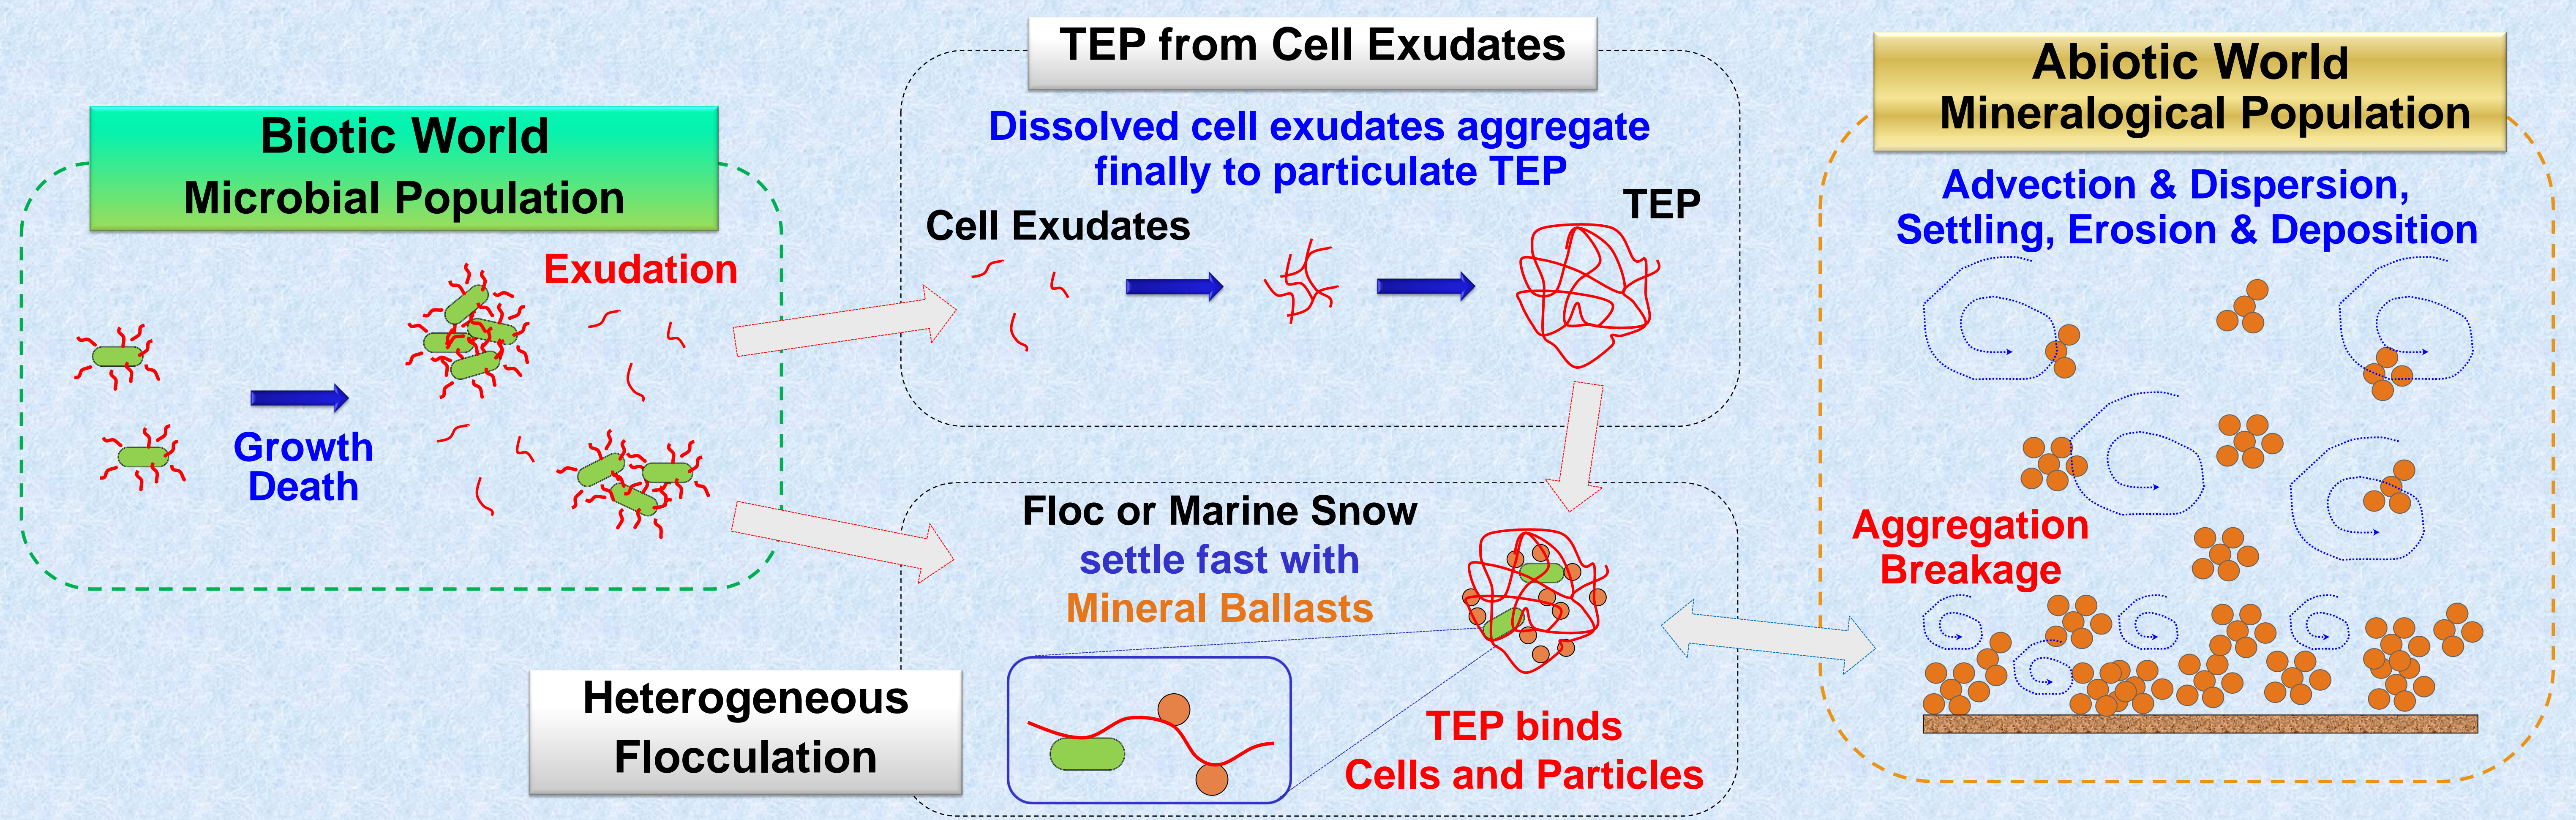 Biotic World
Microbial Population
Exudation
Growth
Death
TEP from Cell Exudates
Dissolved cell exudates aggregate
finally to particulate TEP
Cell Exudates
TEP
Floc or Marine Snow
settle fast with
Mineral Ballasts
Heterogeneous
Flocculation
TEP binds
Cells and Particles
Abiotic World
Mineralogical Population
Advection & Dispersion,
Settling, Erosion & Deposition
Aggregation
Breakage